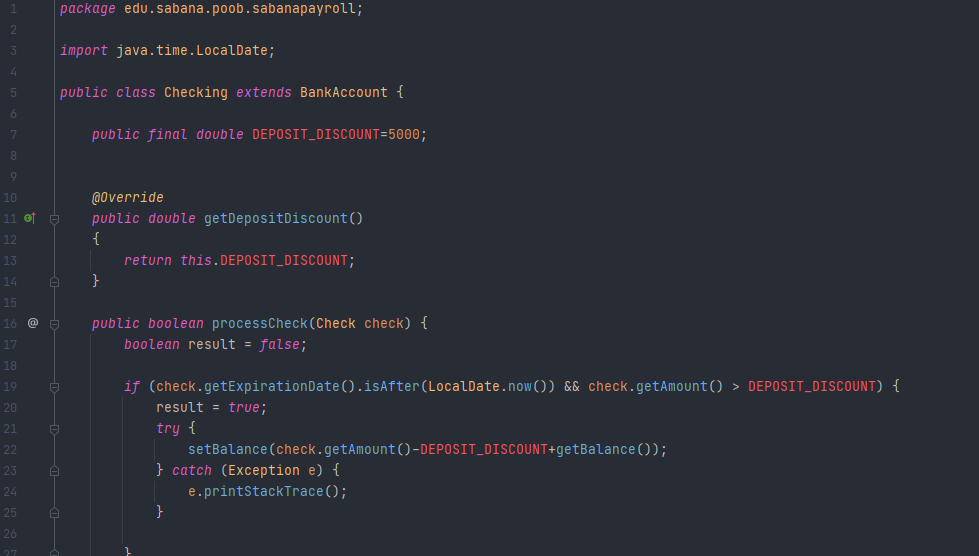 1 package edu.sabana.poob.sabanapayroll;
2
3 import java.time.LocalDate;
4
5 public class Checking extends BankAccount {
6
7     public final double DEPOSIT_DISCOUNT=5000;
8
9
10     @Override
11     public double getDepositDiscount()
12     {
13         return this.DEPOSIT_DISCOUNT;
14     }
15
16 @     public boolean processCheck(Check check) {
17         boolean result = false;
18
19         if (check.getExpirationDate().isAfter(LocalDate.now()) && check.getAmount() > DEPOSIT_DISCOUNT) {
20             result = true;
21             try {
22                 setBalance(check.getAmount()-DEPOSIT_DISCOUNT+getBalance());
23             } catch (Exception e) {
24                 e.printStackTrace();
25             }
26
27         }